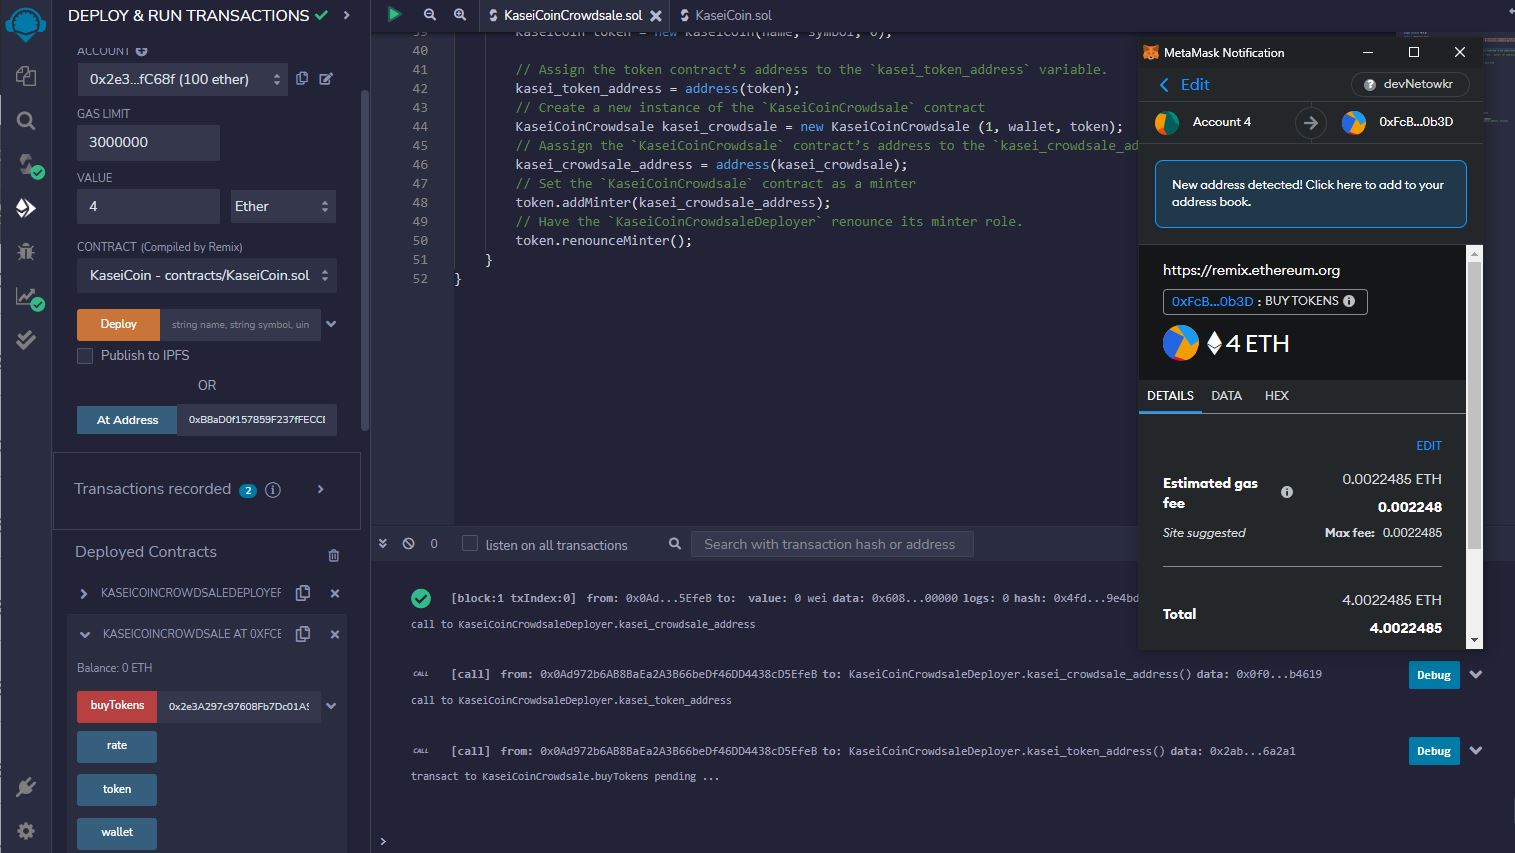 DEPLOY & RUN TRANSACTIONS
ACCOUNT
0x2e3...fC68f (100 ether)
GAS LIMIT
3000000
VALUE
4
Ether
CONTRACT (Compiled by Remix)
KaseiCoin - contracts/KaseiCoin.sol
Deploy
string name, string symbol, uin
Publish to IPFS
OR
At Address
0xB8aD0f157859F237fFECCE
Transactions recorded 2
Deployed Contracts
KASEICOINCROWDSALEDEPLOYER
KASEICOINCROWDSALE AT 0XFCE
Balance: 0 ETH
buyTokens
0x2e3A297c97608Fb7Dc01A9
rate
token
wallet
KaseiCoinCrowdsale.sol
KaseiCoin.sol
39 KaseiCoin token = new KaseiCoin(name, symbol, 0);
40
41 // Assign the token contract’s address to the `kasei_token_address` variable.
42 kasei_token_address = address(token);
43 // Create a new instance of the `KaseiCoinCrowdsale` contract
44 KaseiCoinCrowdsale kasei_crowdsale = new KaseiCoinCrowdsale (1, wallet, token);
45 // Aassign the `KaseiCoinCrowdsale` contract’s address to the `kasei_crowdsale_ad
46 kasei_crowdsale_address = address(kasei_crowdsale);
47 // Set the `KaseiCoinCrowdsale` contract as a minter
48 token.addMinter(kasei_crowdsale_address);
49 // Have the `KaseiCoinCrowdsaleDeployer` renounce its minter role.
50 token.renounceMinter();
51 }
52 }
0
listen on all transactions
Search with transaction hash or address
[block:1 txIndex:0] from: 0x0Ad...5EfeB to: value: 0 wei data: 0x608...00000 logs: 0 hash: 0x4fd...9e4bd
call to KaseiCoinCrowdsaleDeployer.kasei_crowdsale_address
CALL [call] from: 0x0Ad972b6AB8BaEa2A3B66beDf46DD4438cD5EfeB to: KaseiCoinCrowdsaleDeployer.kasei_crowdsale_address() data: 0x0f0...b4619
Debug
call to KaseiCoinCrowdsaleDeployer.kasei_token_address
CALL [call] from: 0x0Ad972b6AB8BaEa2A3B66beDf46DD4438cD5EfeB to: KaseiCoinCrowdsaleDeployer.kasei_token_address() data: 0x2ab...6a2a1
Debug
transact to KaseiCoinCrowdsale.buyTokens pending ...
MetaMask Notification
Edit
devNetowkr
Account 4
0xFcB...0b3D
New address detected! Click here to add to your
address book.
https://remix.ethereum.org
0xFcB...0b3D : BUY TOKENS
4 ETH
DETAILS DATA HEX
EDIT
Estimated gas
fee
0.0022485 ETH
0.002248
Site suggested
Max fee: 0.0022485
Total
4.0022485 ETH
4.0022485